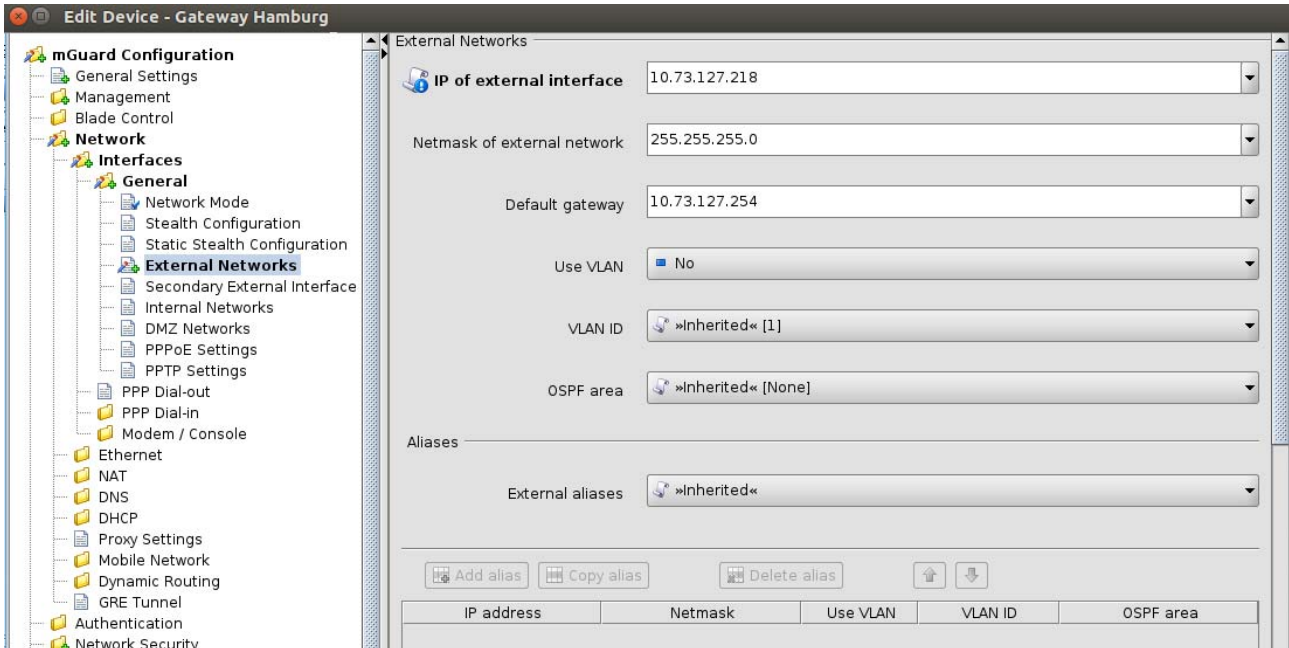 Edit Device - Gateway Hamburg
mGuard Configuration
General Settings
Management
Blade Control
Network
Interfaces
General
Network Mode
Stealth Configuration
Static Stealth Configuration
External Networks
Secondary External Interface
Internal Networks
DMZ Networks
PPPoE Settings
PPTP Settings
PPP Dial-out
PPP Dial-in
Modem / Console
Ethernet
NAT
DNS
DHCP
Proxy Settings
Mobile Network
Dynamic Routing
GRE Tunnel
Authentication
Network Security
External Networks
IP of external interface 10.73.127.218
Netmask of external network 255.255.255.0
Default gateway 10.73.127.254
Use VLAN No
VLAN ID »Inherited« [1]
OSPF area »Inherited« [None]
Aliases
External aliases »Inherited«
Add alias Copy alias Delete alias
IP address Netmask Use VLAN VLAN ID OSPF area